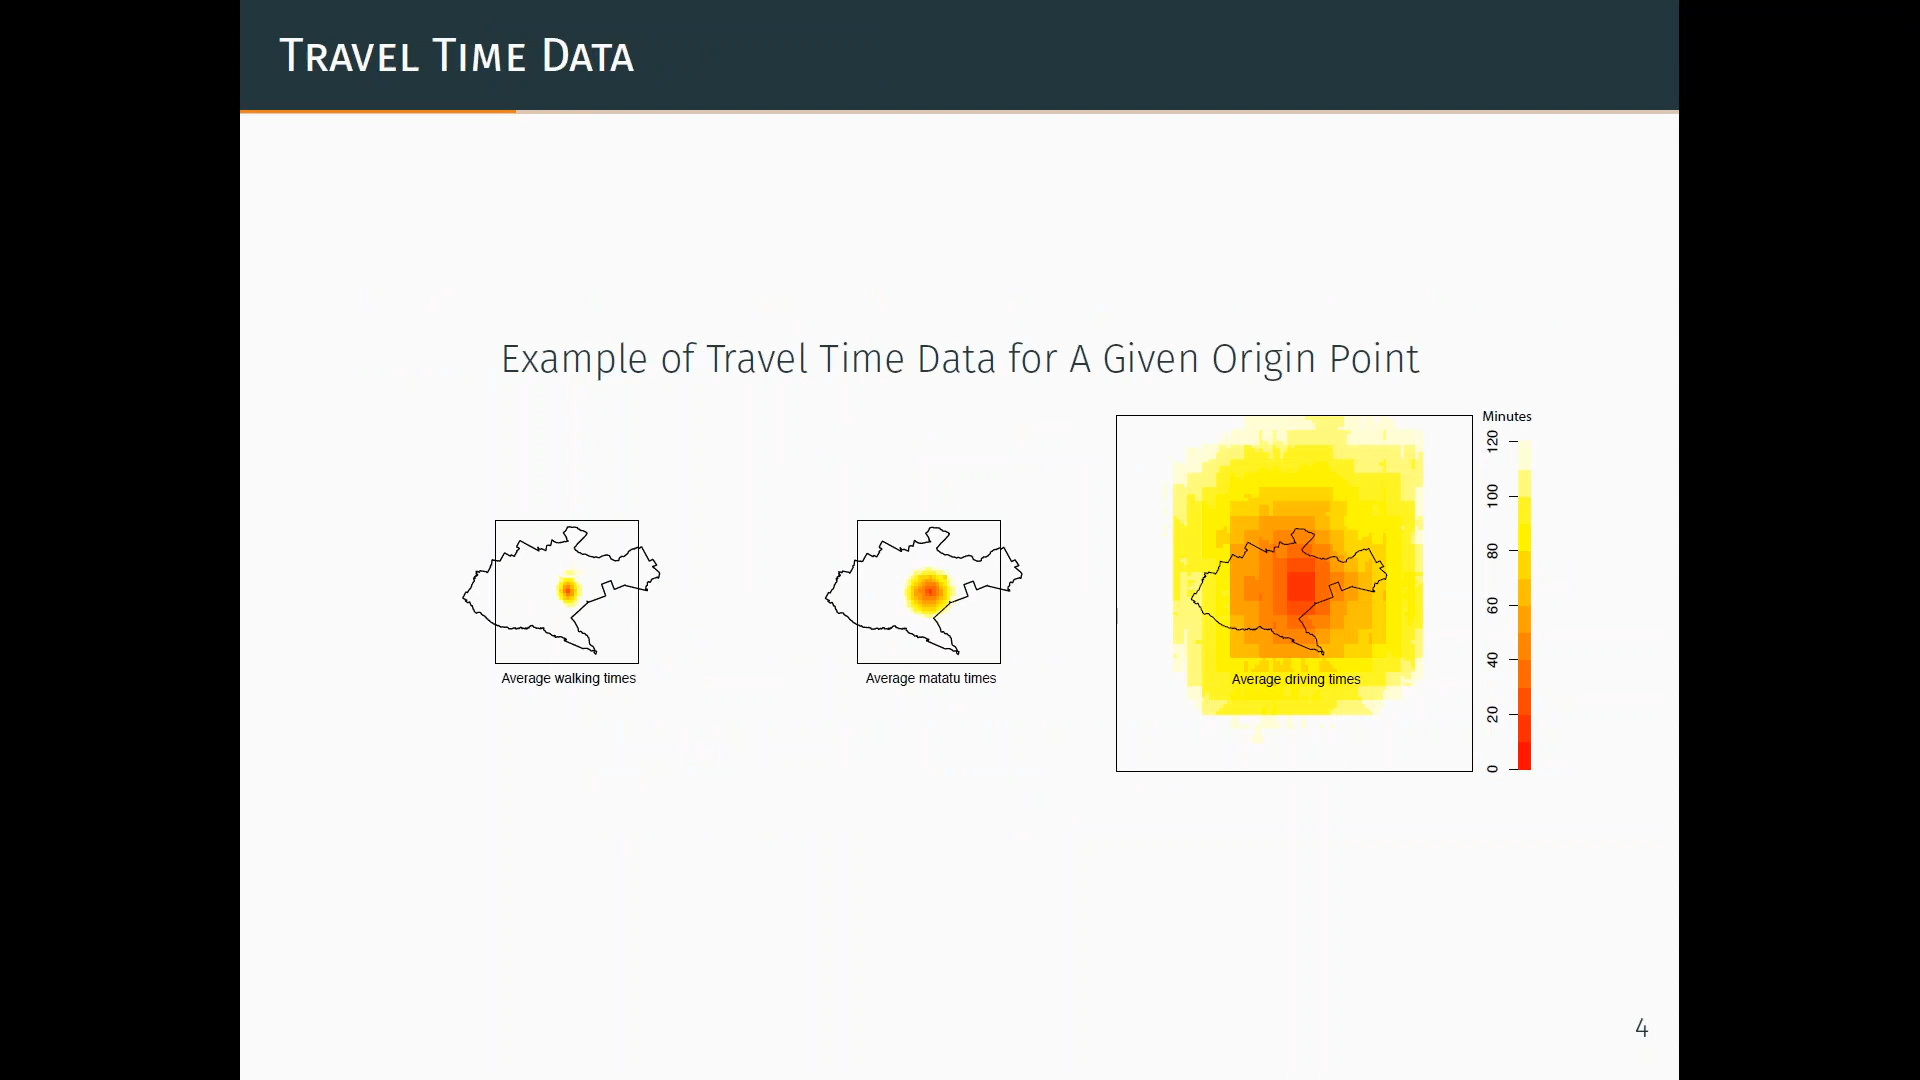 Travel Time Data
Example of Travel Time Data for A Given Origin Point
Average walking times
Average matatu times
Average driving times
Minutes
120
100
80
60
40
20
0
4